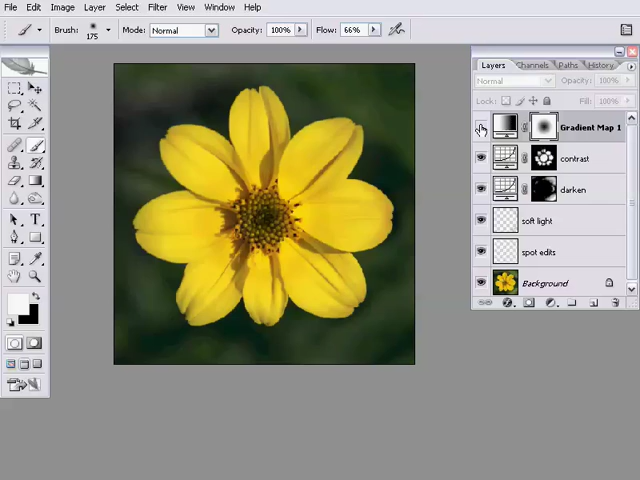 File Edit Image Layer Select Filter View Window Help
Brush: 175 Mode: Normal Opacity: 100% Flow: 66%
Layers Channels Paths History
Normal Opacity: 100%
Lock: Fill: 100%
Gradient Map 1
contrast
darken
soft light
spot edits
Background
T